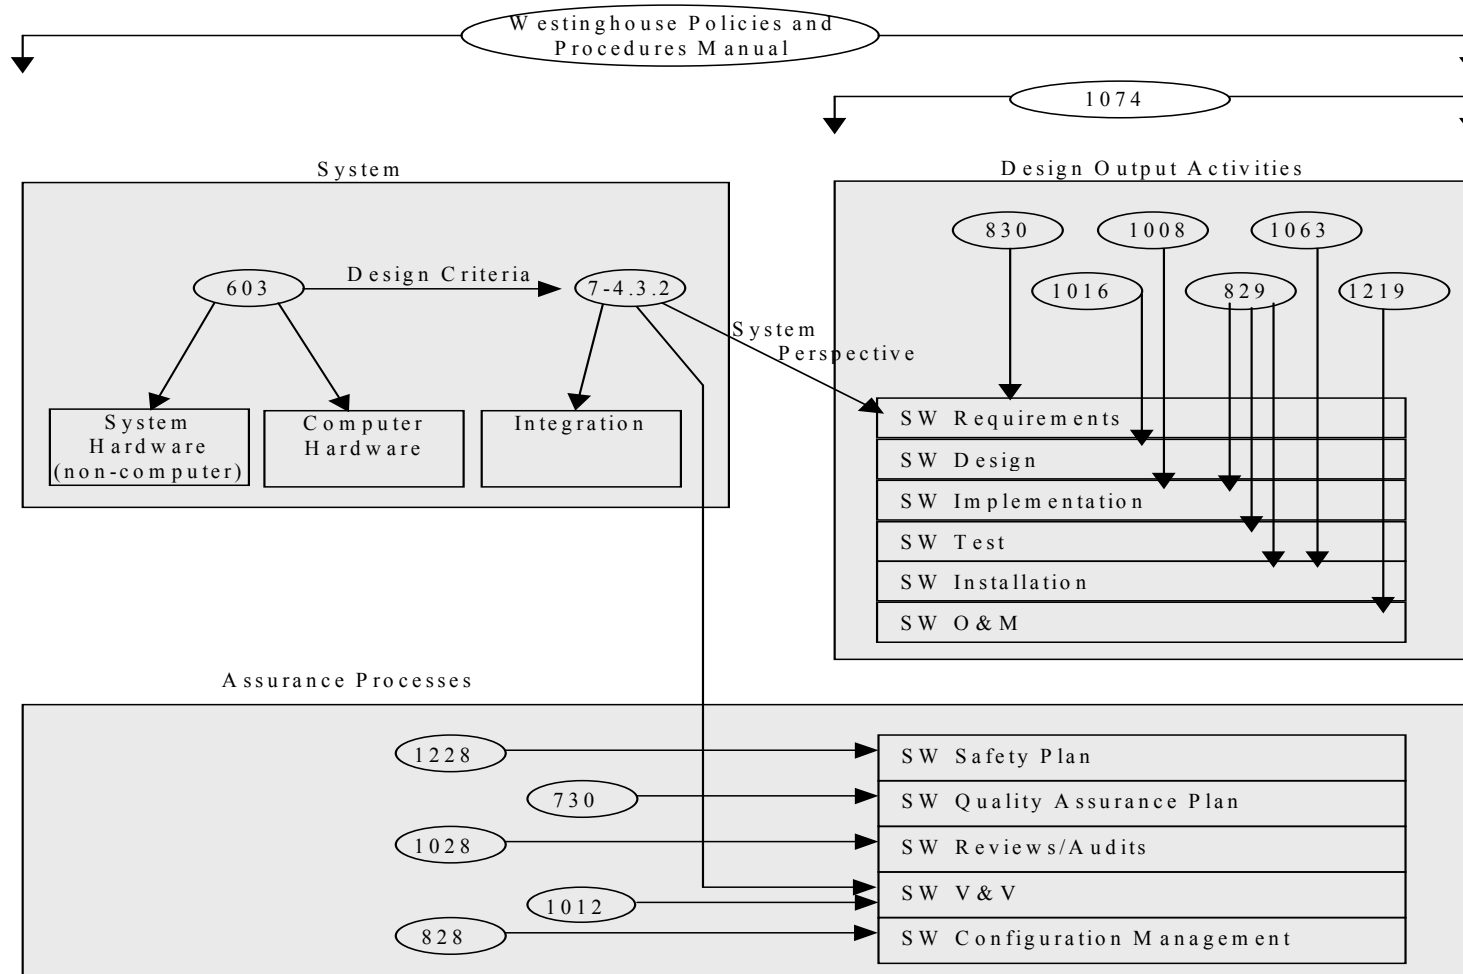 Westinghouse Policies and
Procedures Manual
1074
System
Design Output Activities
830
1008
1063
603
Design Criteria
7-4.3.2
1016
829
1219
System
Perspective
System
Hardware
(non-computer)
Computer
Hardware
Integration
SW Requirements
SW Design
SW Implementation
SW Test
SW Installation
SW O&M
Assurance Processes
1228
SW Safety Plan
730
SW Quality Assurance Plan
1028
SW Reviews/Audits
SW V&V
1012
828
SW Configuration Management